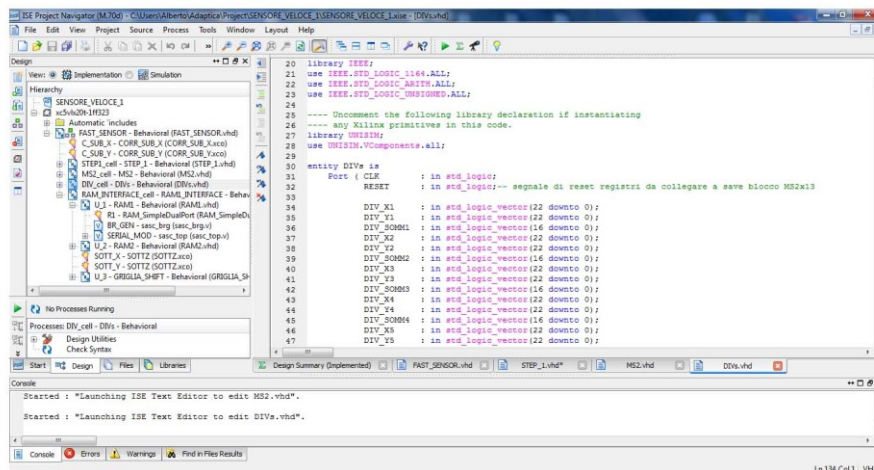 ISE Project Navigator (M.70d) - C:\Users\Alberto\Adaptica\Project\SENSORE_VELOCE_1\SENSORE_VELOCE_1.xise - [DIVs.vhd]
File Edit View Project Source Process Tools Window Layout Help
Design
View: Implementation Simulation
Hierarchy
SENSORE_VELOCE_1
xc5vlx20t-1ff323
Automatic `includes
FAST_SENSOR - Behavioral (FAST_SENSOR.vhd)
C_SUB_X - CORR_SUB_X (CORR_SUB_X.xco)
C_SUB_Y - CORR_SUB_Y (CORR_SUB_Y.xco)
STEP1_cell - STEP_1 - Behavioral (STEP_1.vhd)
MS2_cell - MS2 - Behavioral (MS2.vhd)
DIV_cell - DIVs - Behavioral (DIVs.vhd)
RAM_INTERFACE_cell - RAM_INTERFACE - Behav
U_1 - RAM1 - Behavioral (RAM1.vhd)
R1 - RAM_SimpleDualPort (RAM_SimpleDu
BR_GEN - sasc_brg (sasc_brg.v)
SERIAL_MOD - sasc_top (sasc_top.v)
U_2 - RAM2 - Behavioral (RAM2.vhd)
SOTT_X - SOTTZ (SOTTZ.xco)
SOTT_Y - SOTTZ (SOTTZ.xco)
U_3 - GRIGLIA_SHIFT - Behavioral (GRIGLIA_SH
No Processes Running
Processes: DIV_cell - DIVs - Behavioral
Design Utilities
Check Syntax
Start Design Files Libraries
20 library IEEE;
21 use IEEE.STD_LOGIC_1164.ALL;
22 use IEEE.STD_LOGIC_ARITH.ALL;
23 use IEEE.STD_LOGIC_UNSIGNED.ALL;
24
25 ---- Uncomment the following library declaration if instantiating
26 ---- any Xilinx primitives in this code.
27 library UNISIM;
28 use UNISIM.VComponents.all;
29
30 entity DIVs is
31 Port ( CLK : in std_logic;
32 RESET : in std_logic;-- segnale di reset registri da collegare a save blocco MS2x13
33
34 DIV_X1 : in std_logic_vector(22 downto 0);
35 DIV_Y1 : in std_logic_vector(22 downto 0);
36 DIV_SOMM1 : in std_logic_vector(16 downto 0);
37 DIV_X2 : in std_logic_vector(22 downto 0);
38 DIV_Y2 : in std_logic_vector(22 downto 0);
39 DIV_SOMM2 : in std_logic_vector(16 downto 0);
40 DIV_X3 : in std_logic_vector(22 downto 0);
41 DIV_Y3 : in std_logic_vector(22 downto 0);
42 DIV_SOMM3 : in std_logic_vector(16 downto 0);
43 DIV_X4 : in std_logic_vector(22 downto 0);
44 DIV_Y4 : in std_logic_vector(22 downto 0);
45 DIV_SOMM4 : in std_logic_vector(16 downto 0);
46 DIV_X5 : in std_logic_vector(22 downto 0);
47 DIV_Y5 : in std_logic_vector(22 downto 0);
Design Summary (Implemented) FAST_SENSOR.vhd STEP_1.vhd* MS2.vhd DIVs.vhd
Console
Started : "Launching ISE Text Editor to edit MS2.vhd".
Started : "Launching ISE Text Editor to edit DIVs.vhd".
Console Errors Warnings Find in Files Results
Ln 134 Col 1 VH